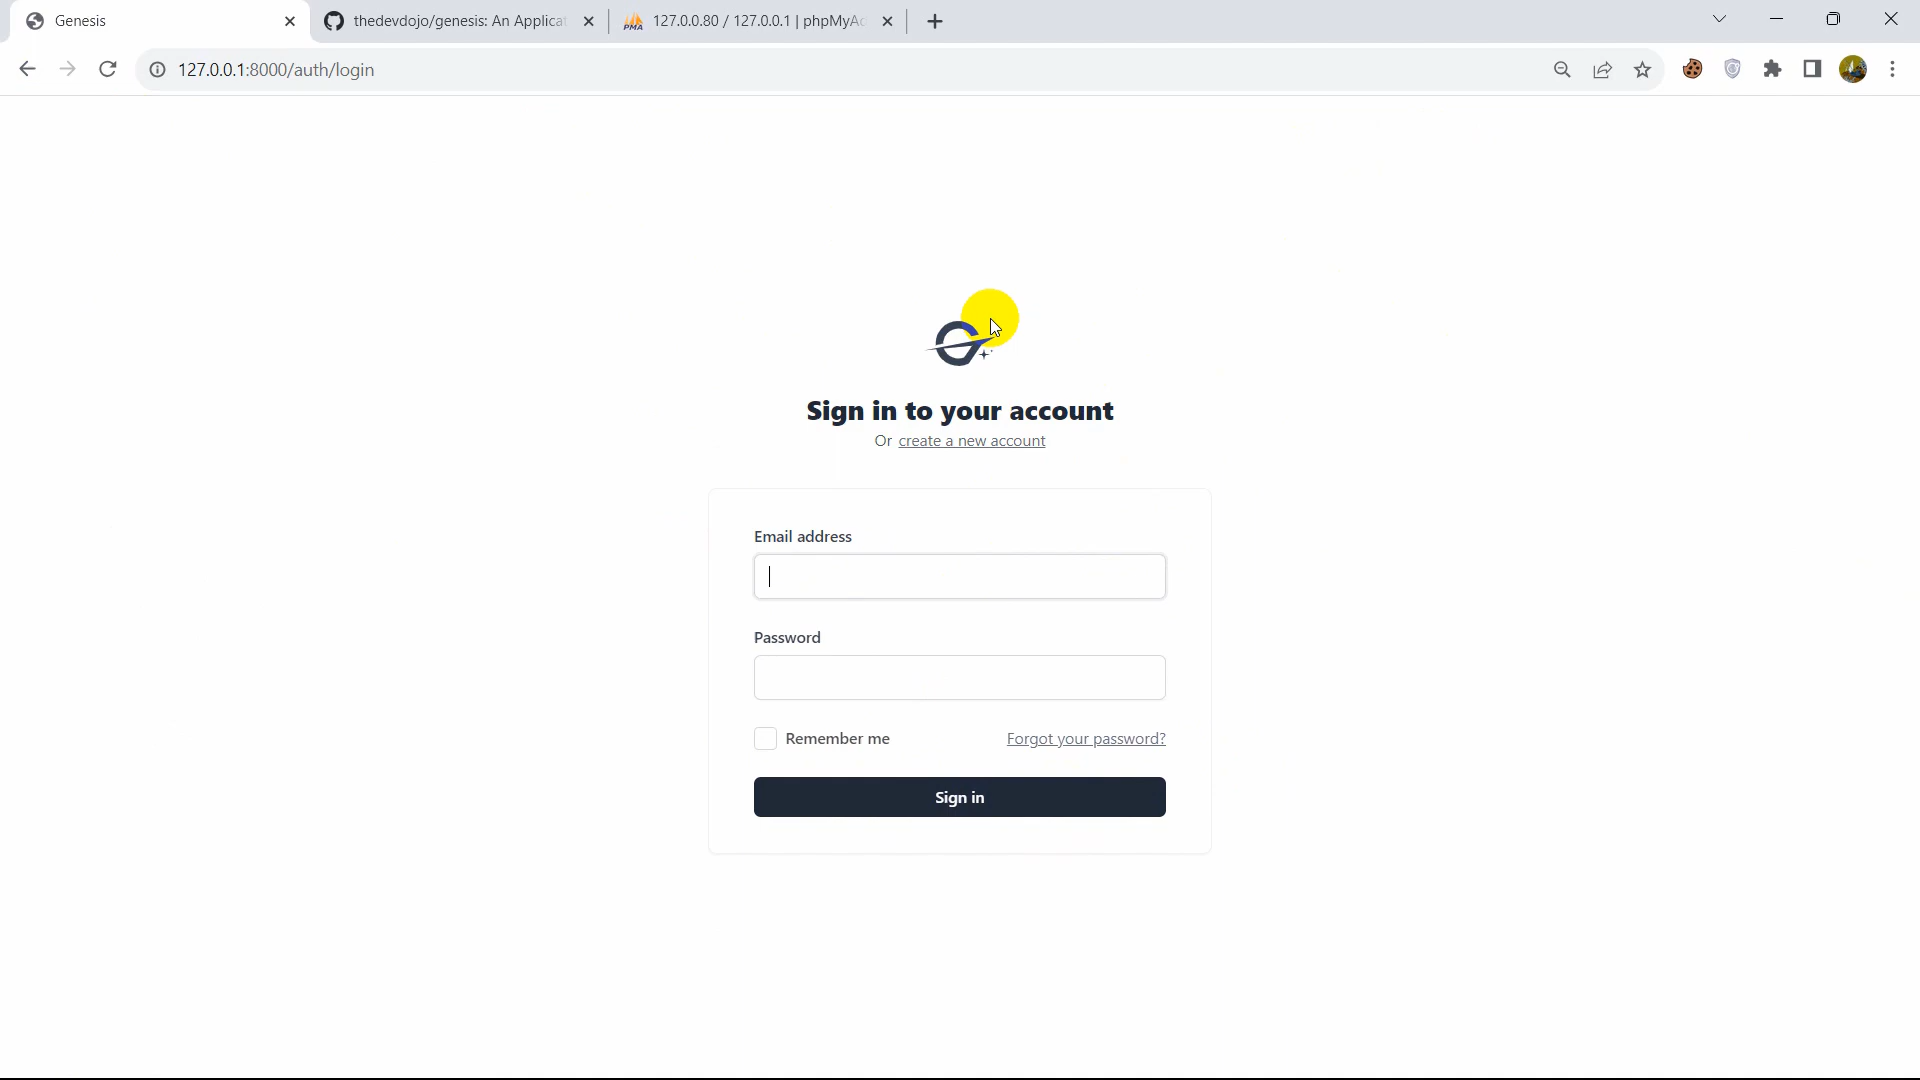 Genesis
thedevdojo/genesis: An Applicat
127.0.0.80 / 127.0.0.1 | phpMyAd
127.0.0.1:8000/auth/login
Sign in to your account
Or create a new account
Email address
Password
Remember me
Forgot your password?
Sign in